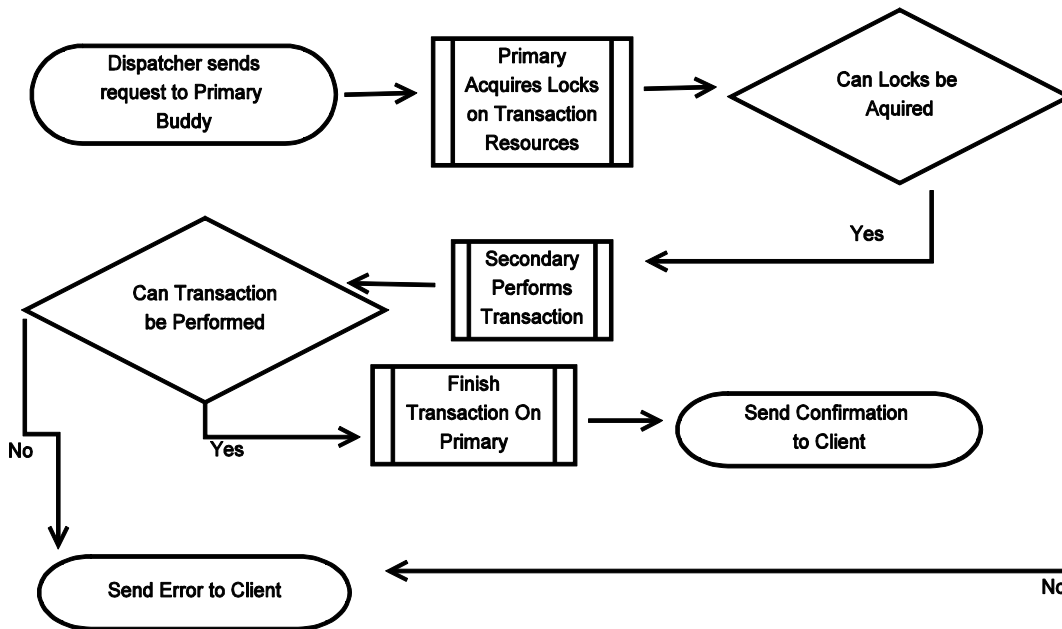 Dispatcher sends
request to Primary
Buddy
Primary
Acquires Locks
on Transaction
Resources
Can Locks be
Aquired
Yes
Secondary
Performs
Transaction
Can Transaction
be Performed
Finish
Transaction On
Primary
Send Confirmation
to Client
No
Yes
Send Error to Client
No